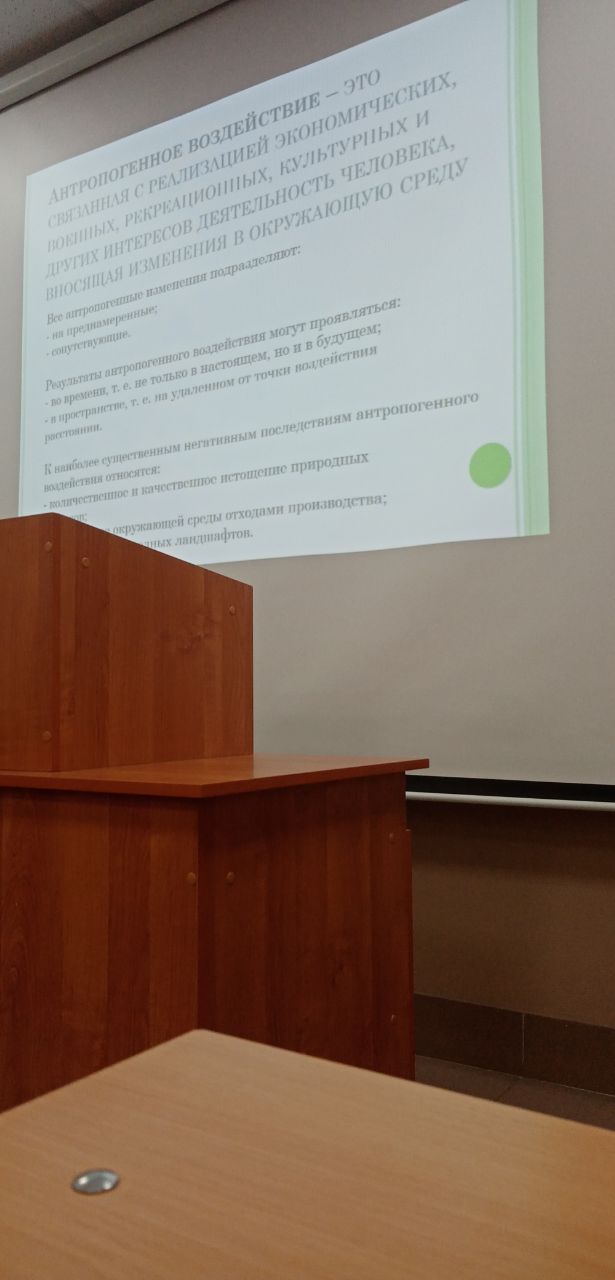 АНТРОПОГЕННОЕ ВОЗДЕЙСТВИЕ – ЭТО
СВЯЗАННАЯ С РЕАЛИЗАЦИЕЙ ЭКОНОМИЧЕСКИХ,
ВОЕННЫХ, РЕКРЕАЦИОННЫХ, КУЛЬТУРНЫХ И
ДРУГИХ ИНТЕРЕСОВ ДЕЯТЕЛЬНОСТЬ ЧЕЛОВЕКА,
ВНОСЯЩАЯ ИЗМЕНЕНИЯ В ОКРУЖАЮЩУЮ СРЕДУ
Все антропогенные изменения подразделяют:
- на преднамеренные;
- сопутствующие.
Результаты антропогенного воздействия могут проявляться:
- во времени, т. е. не только в настоящем, но и в будущем;
- в пространстве, т. е. на удаленном от точки воздействия
расстоянии.
К наиболее существенным негативным последствиям антропогенного
воздействия относятся:
- количественное и качественное истощение природных
окружающей среды отходами производства;
ландшафтов.